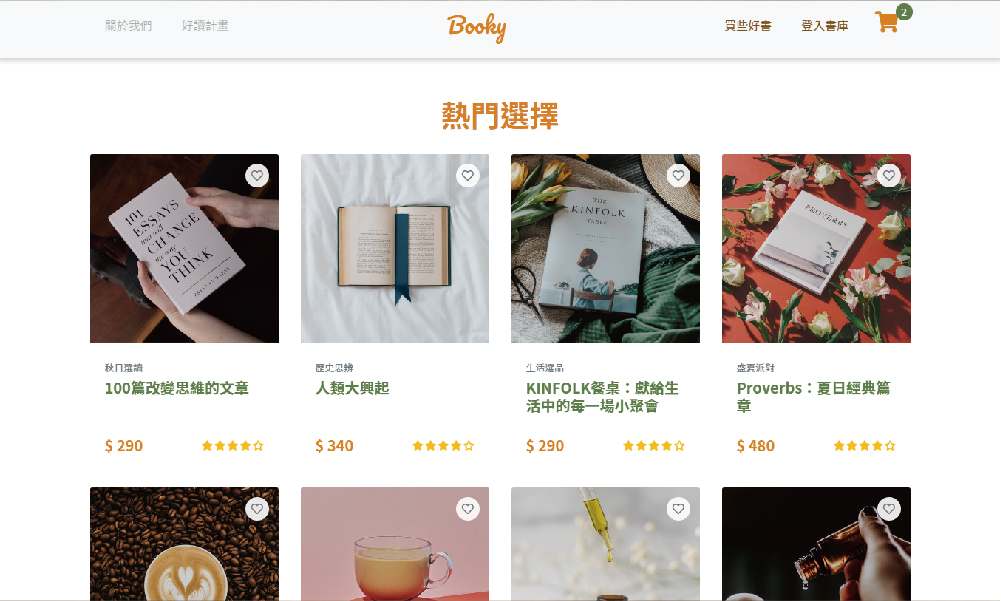 關於我們
好讀計畫
Booky
買些好書
登入書庫
2
熱門選擇
101
ESSAYS
that will
CHANGE
the way
YOU
THINK
THE
KINFOLK
TABLE
PROVERBS
秋日選讀
100篇改變思維的文章
$ 290
歷史思辨
人類大興起
$ 340
生活選品
KINFOLK餐桌：獻給生
活中的每一場小聚會
$ 290
盛宴派對
Proverbs：夏日經典篇
章
$ 480